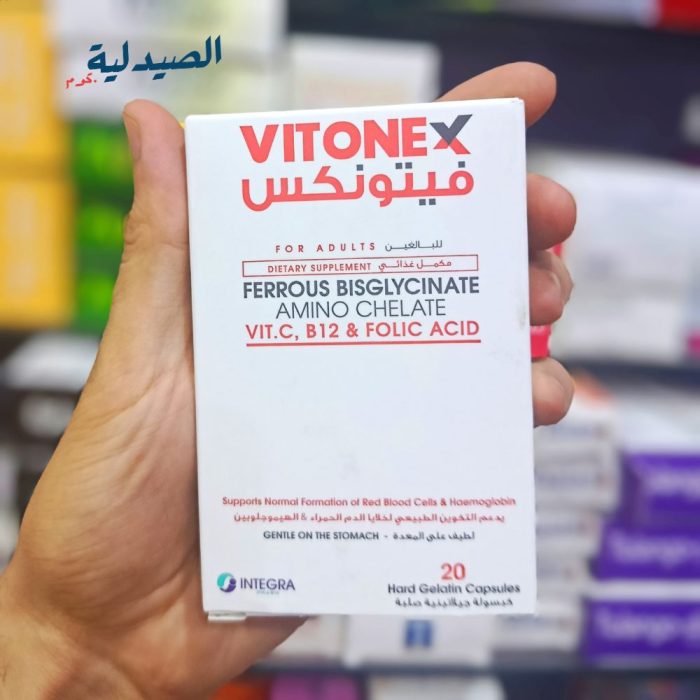 الصيدلية
.كوم
VITONEX
فيتونكس
FOR ADULTS للبالغين
DIETARY SUPPLEMENT مكمل غذائي
FERROUS BISGLYCINATE
AMINO CHELATE
VIT.C, B12 & FOLIC ACID
Supports Normal Formation of Red Blood Cells & Haemoglobin
يدعم التكوين الطبيعي لخلايا الدم الحمراء & الهيموجلوبين
GENTLE ON THE STOMACH - لطيف على المعدة
INTEGRA
20
Hard Gelatin Capsules
كبسولة جيلاتينية صلبة